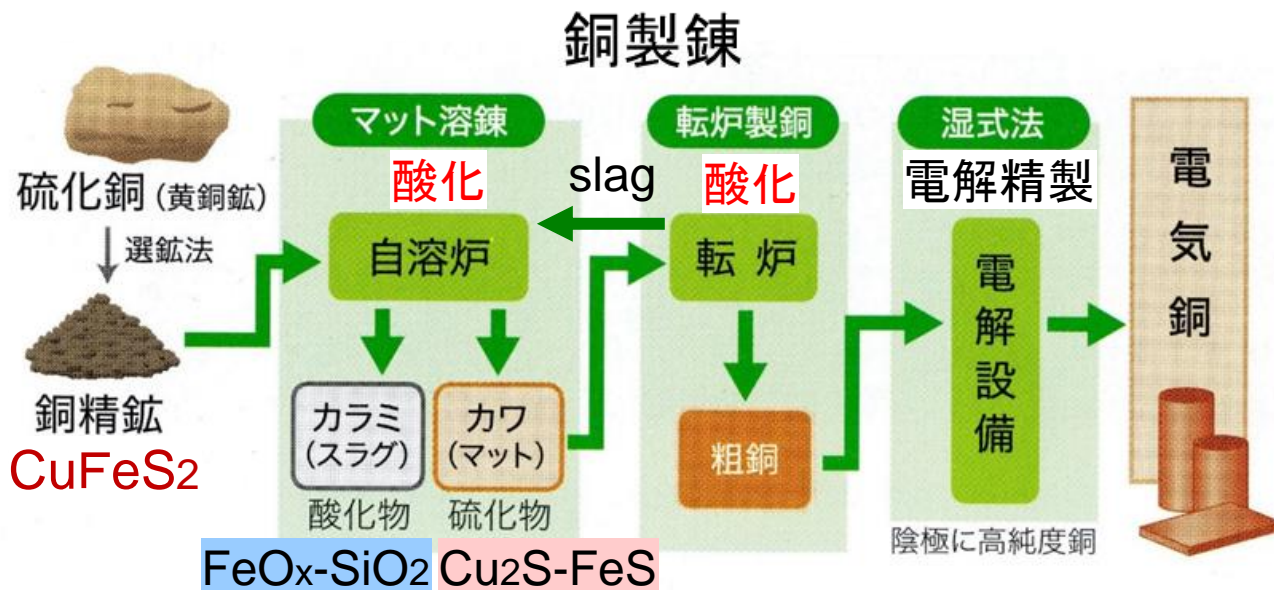 銅製錬
硫化銅(黄銅鉱)
選鉱法
銅精鉱
CuFeS2
マット溶錬
酸化
自溶炉
カラミ
(スラグ)
酸化物
FeOx-SiO2
カワ
(マット)
硫化物
Cu2S-FeS
slag
転炉製銅
酸化
転炉
粗銅
湿式法
電解精製
電解設備
陰極に高純度銅
電気銅